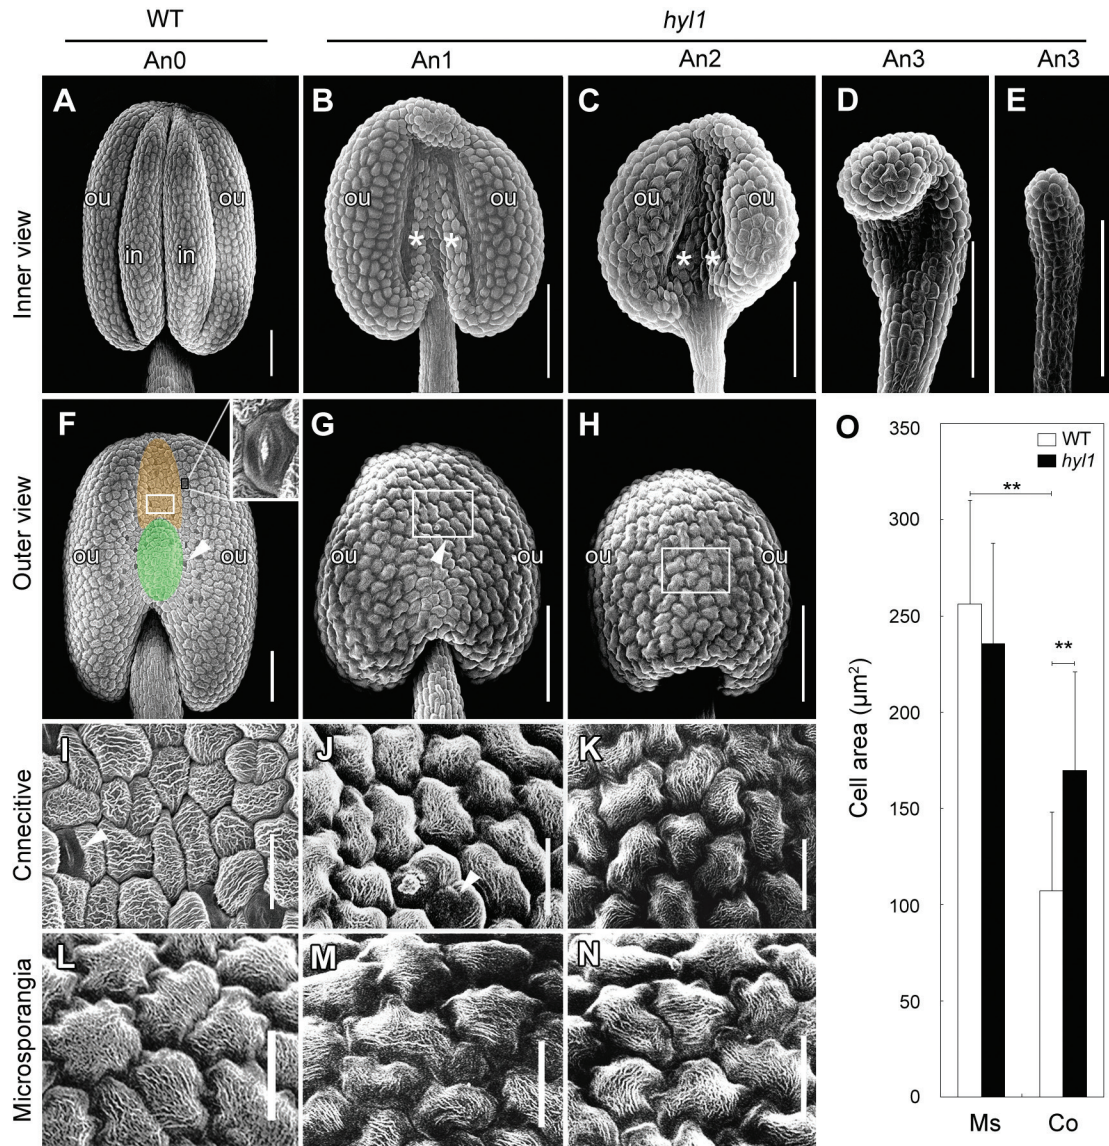 WT
hyl1
An0
An1
An2
An3
An3
Inner view
A
ou
ou
in
in
B
ou
ou
*
*
C
ou
ou
*
*
D
E
Outer view
F
ou
ou
G
ou
ou
H
ou
ou
Cnnecitive
I
J
K
Microsporangia
L
M
N
O
WT
hyl1
Cell area (µm²)
350
300
250
200
150
100
50
0
**
**
Ms
Co